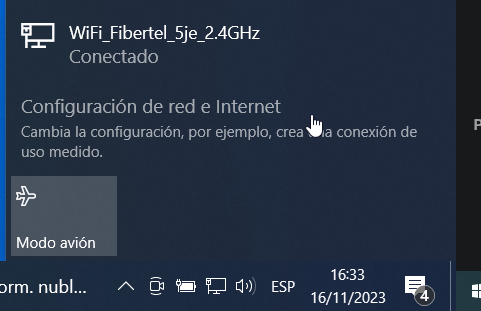 WiFi_Fibertel_5je_2.4GHz
Conectado
Configuración de red e Internet
Cambia la configuración, por ejemplo, crea una conexión de
uso medido.
Modo avión
orm. nubl... ESP 16:33
16/11/2023
4